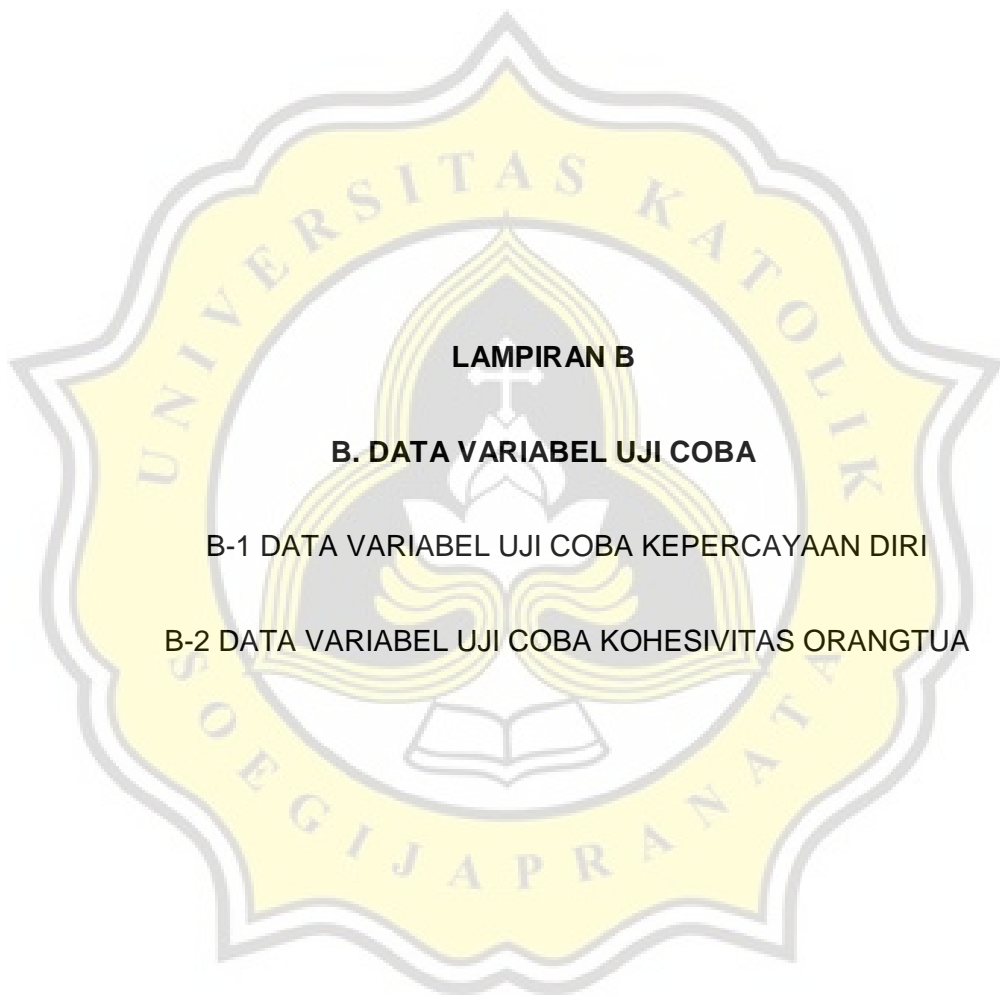 UNIVERSITAS KATOLIK
LAMPIRAN B
B. DATA VARIABEL UJI COBA
B-1 DATA VARIABEL UJI COBA KEPERCAYAAN DIRI
B-2 DATA VARIABEL UJI COBA KOHESIVITAS ORANGTUA
SOEGIJAPRANATA